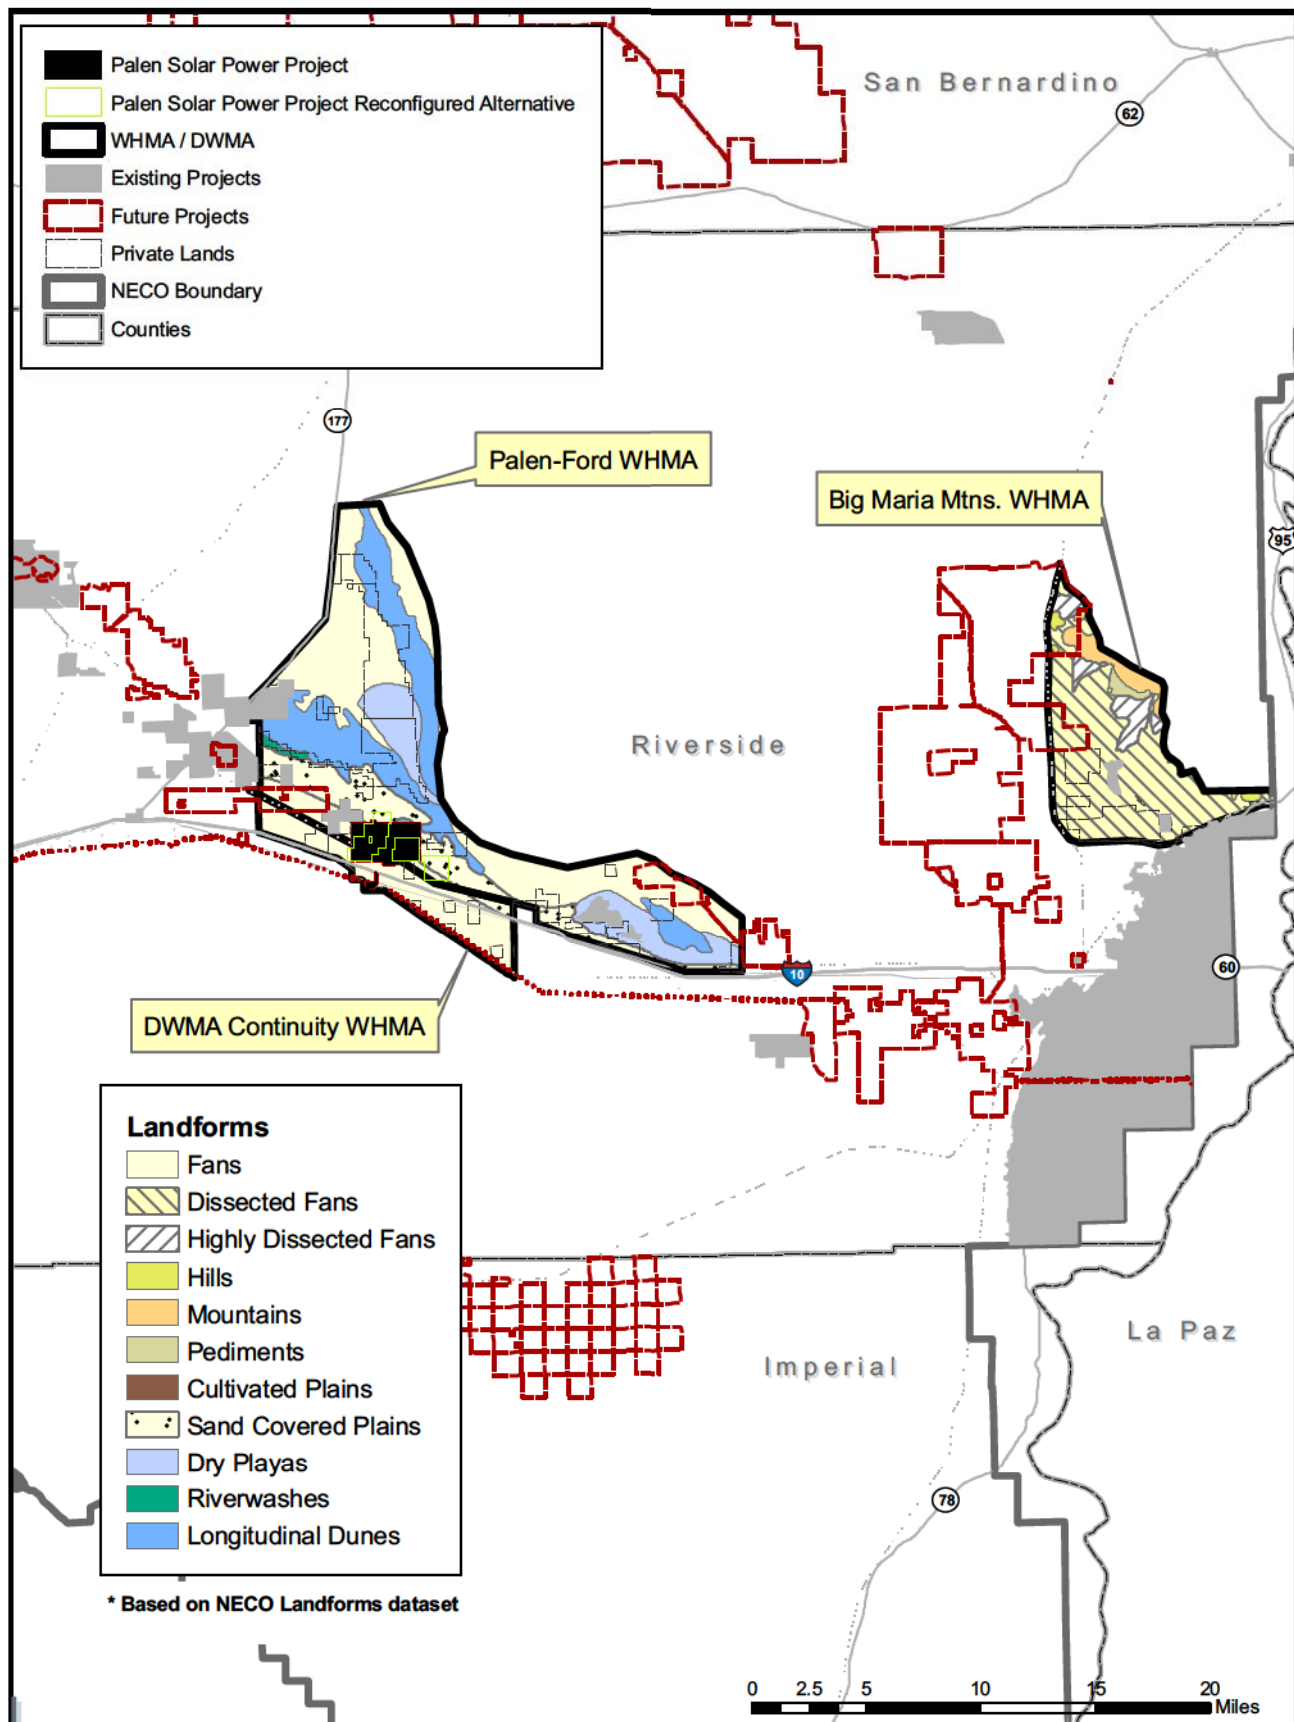 Palen Solar Power Project
Palen Solar Power Project Reconfigured Alternative
WHMA / DWMA
Existing Projects
Future Projects
Private Lands
NECO Boundary
Counties
San Bernardino
62
177
Palen-Ford WHMA
Big Maria Mtns. WHMA
95
Riverside
10
60
DWMA Continuity WHMA
Landforms
Fans
Dissected Fans
Highly Dissected Fans
Hills
Mountains
Pediments
Cultivated Plains
Sand Covered Plains
Dry Playas
Riverwashes
Longitudinal Dunes
* Based on NECO Landforms dataset
La Paz
Imperial
78
0 2.5 5 10 15 20
Miles